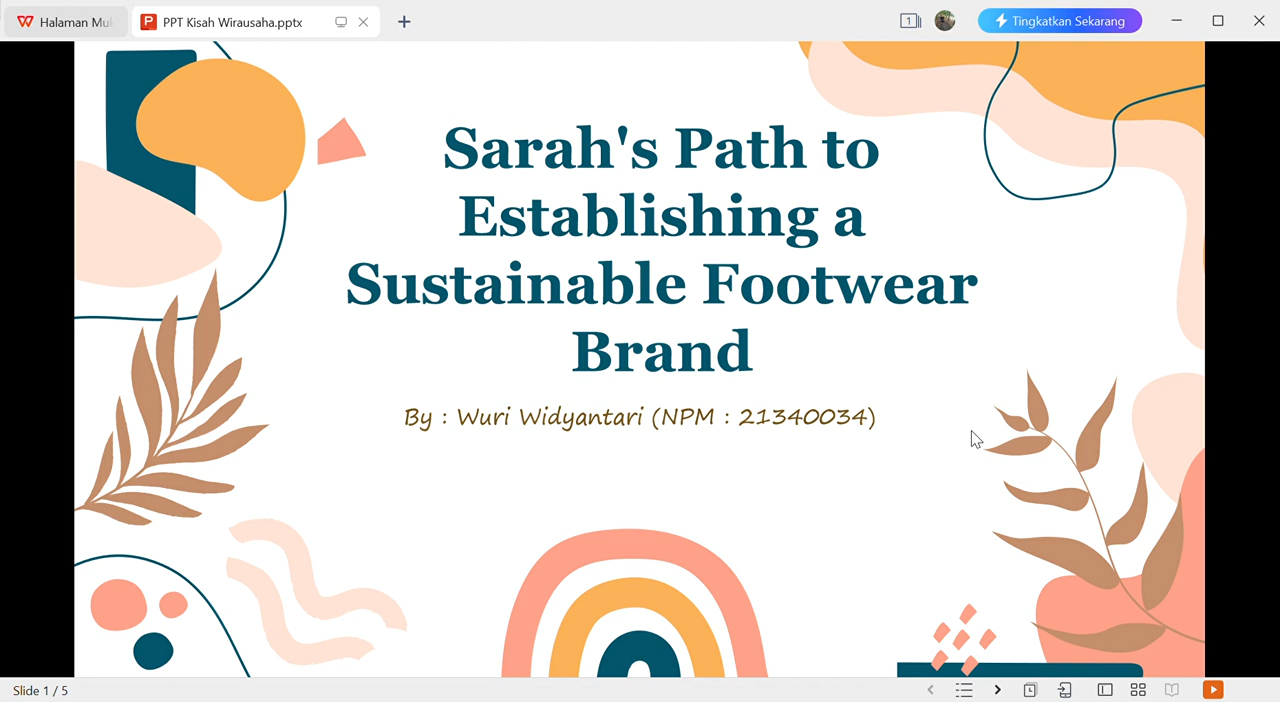 Halaman Mu
PPT Kisah Wirausaha.pptx
1
Tingkatkan Sekarang
Sarah's Path to
Establishing a
Sustainable Footwear
Brand
By : Wuri Widyantari (NPM : 21340034)
Slide 1 / 5